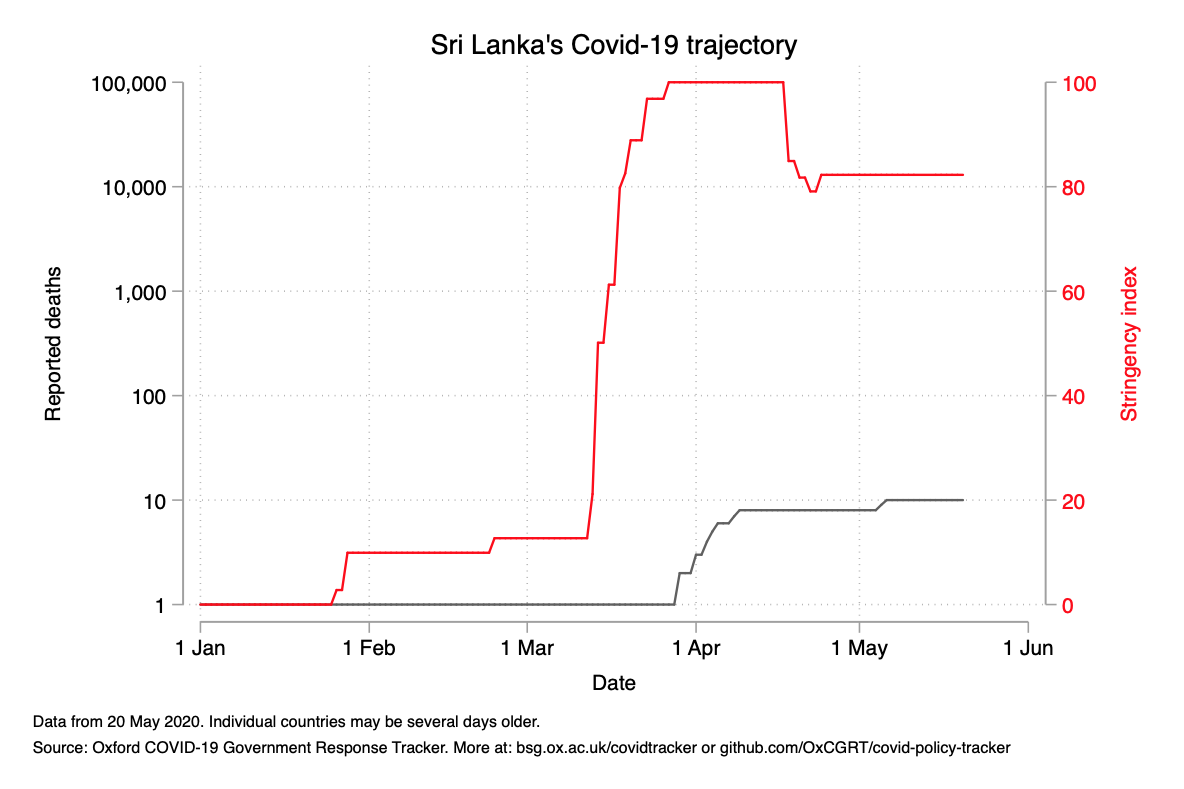 Sri Lanka's Covid-19 trajectory
100,000
10,000
1,000
100
10
1
Reported deaths
100
80
60
40
20
0
Stringency index
1 Jan
1 Feb
1 Mar
1 Apr
1 May
1 Jun
Date
Data from 20 May 2020. Individual countries may be several days older.
Source: Oxford COVID-19 Government Response Tracker. More at: bsg.ox.ac.uk/covidtracker or github.com/OxCGRT/covid-policy-tracker